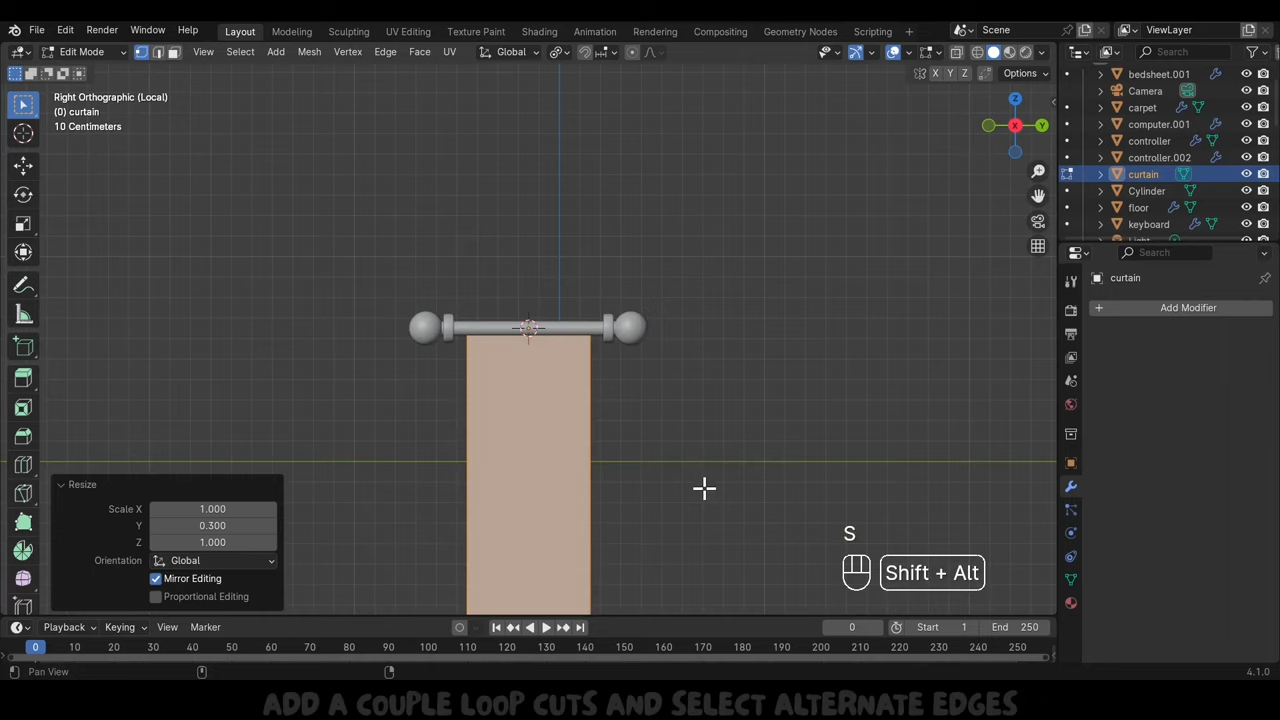 File Edit Render Window Help Layout Modeling Sculpting UV Editing Texture Paint Shading Animation Rendering Compositing Geometry Nodes Scripting + Scene ViewLayer
Edit Mode View Select Add Mesh Vertex Edge Face UV Global Search
X Y Z Options
Right Orthographic (Local)
(0) curtain
10 Centimeters
Z
X
Y
bedsheet.001
Camera
carpet
computer.001
controller
controller.002
curtain
Cylinder
floor
keyboard
Light
Search
curtain
+ Add Modifier
Resize
Scale X 1.000
Y 0.300
Z 1.000
Orientation Global
Mirror Editing
Proportional Editing
S
Shift + Alt
Playback Keying View Marker 0 Start 1 End 250
0 10 20 30 40 50 60 70 80 90 100 110 120 130 140 150 160 170 180 190 200 210 220 230 240 250
Pan View 4.1.0
ADD A COUPLE LOOP CUTS AND SELECT ALTERNATE EDGES